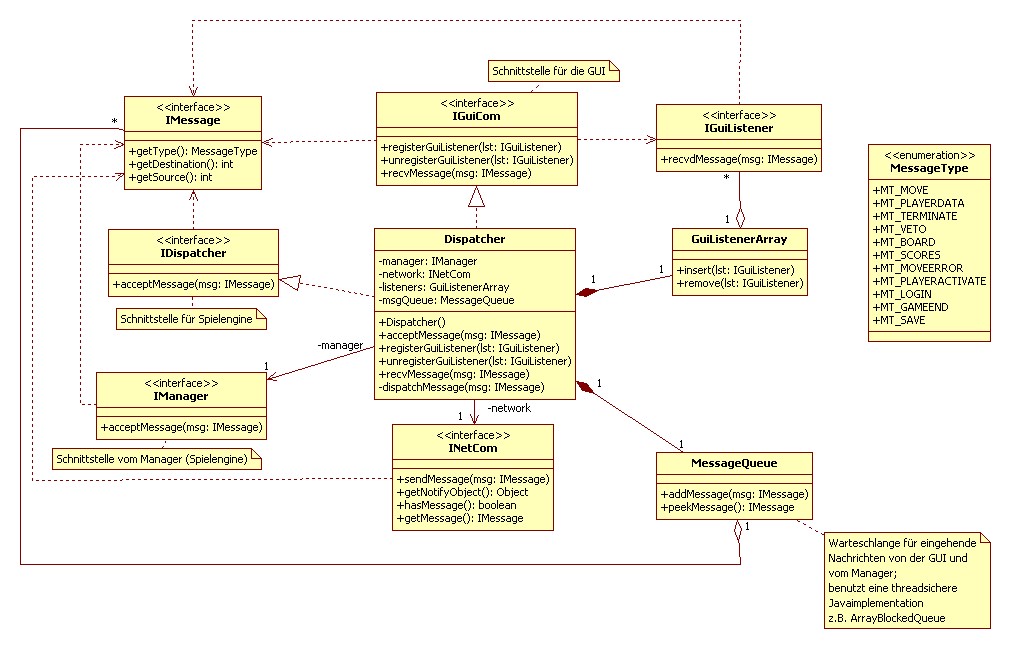 Schnittstelle für die GUI
<<interface>>
IMessage
+getType(): MessageType
+getDestination(): int
+getSource(): int
*
<<interface>>
IGuiCom
+registerGuiListener(lst: IGuiListener)
+unregisterGuiListener(lst: IGuiListener)
+recvMessage(msg: IMessage)
<<interface>>
IGuiListener
+recvdMessage(msg: IMessage)
*
1
<<enumeration>>
MessageType
+MT_MOVE
+MT_PLAYERDATA
+MT_TERMINATE
+MT_VETO
+MT_BOARD
+MT_SCORES
+MT_MOVEERROR
+MT_PLAYERACTIVATE
+MT_LOGIN
+MT_GAMEEND
+MT_SAVE
<<interface>>
IDispatcher
+acceptMessage(msg: IMessage)
Schnittstelle für Spielengine
Dispatcher
-manager: IManager
-network: INetCom
-listeners: GuiListenerArray
-msgQueue: MessageQueue
+Dispatcher()
+acceptMessage(msg: IMessage)
+registerGuiListener(lst: IGuiListener)
+unregisterGuiListener(lst: IGuiListener)
+recvMessage(msg: IMessage)
-dispatchMessage(msg: IMessage)
GuiListenerArray
+insert(lst: IGuiListener)
+remove(lst: IGuiListener)
1
1
-manager
1
<<interface>>
IManager
+acceptMessage(msg: IMessage)
Schnittstelle vom Manager (Spielengine)
1
-network
<<interface>>
INetCom
+sendMessage(msg: IMessage)
+getNotifyObject(): Object
+hasMessage(): boolean
+getMessage(): IMessage
1
1
MessageQueue
+addMessage(msg: IMessage)
+peekMessage(): IMessage
1
Warteschlange für eingehende
Nachrichten von der GUI und
vom Manager;
benutzt eine threadsichere
Javaimplementation
z.B. ArrayBlockedQueue